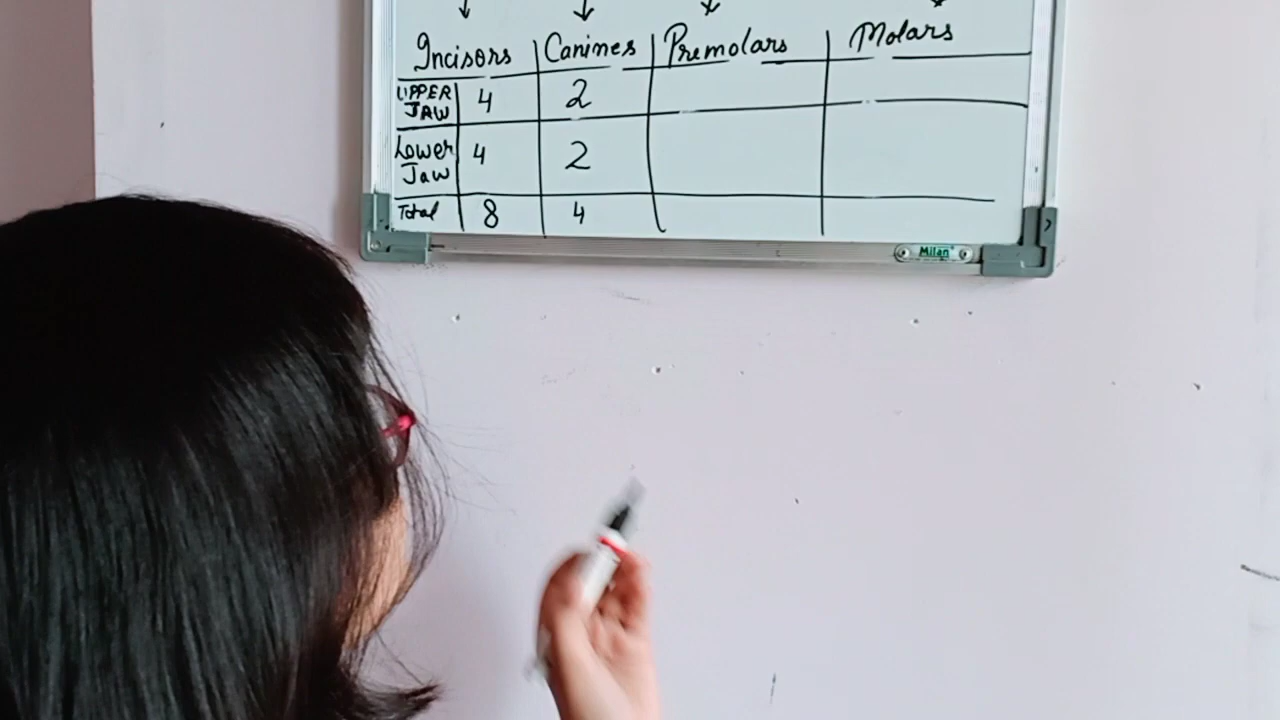 Incisors Canines Premolars Molars
UPPER JAW 4 2
Lower Jaw 4 2
Total 8 4
Milan